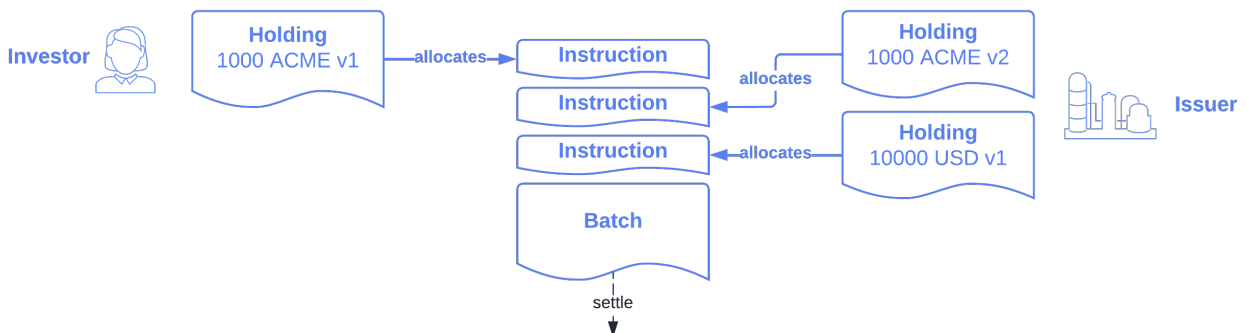 Investor
Holding
1000 ACME v1
allocates
Instruction
Instruction
Instruction
Batch
settle
Holding
1000 ACME v2
allocates
Holding
10000 USD v1
allocates
Issuer